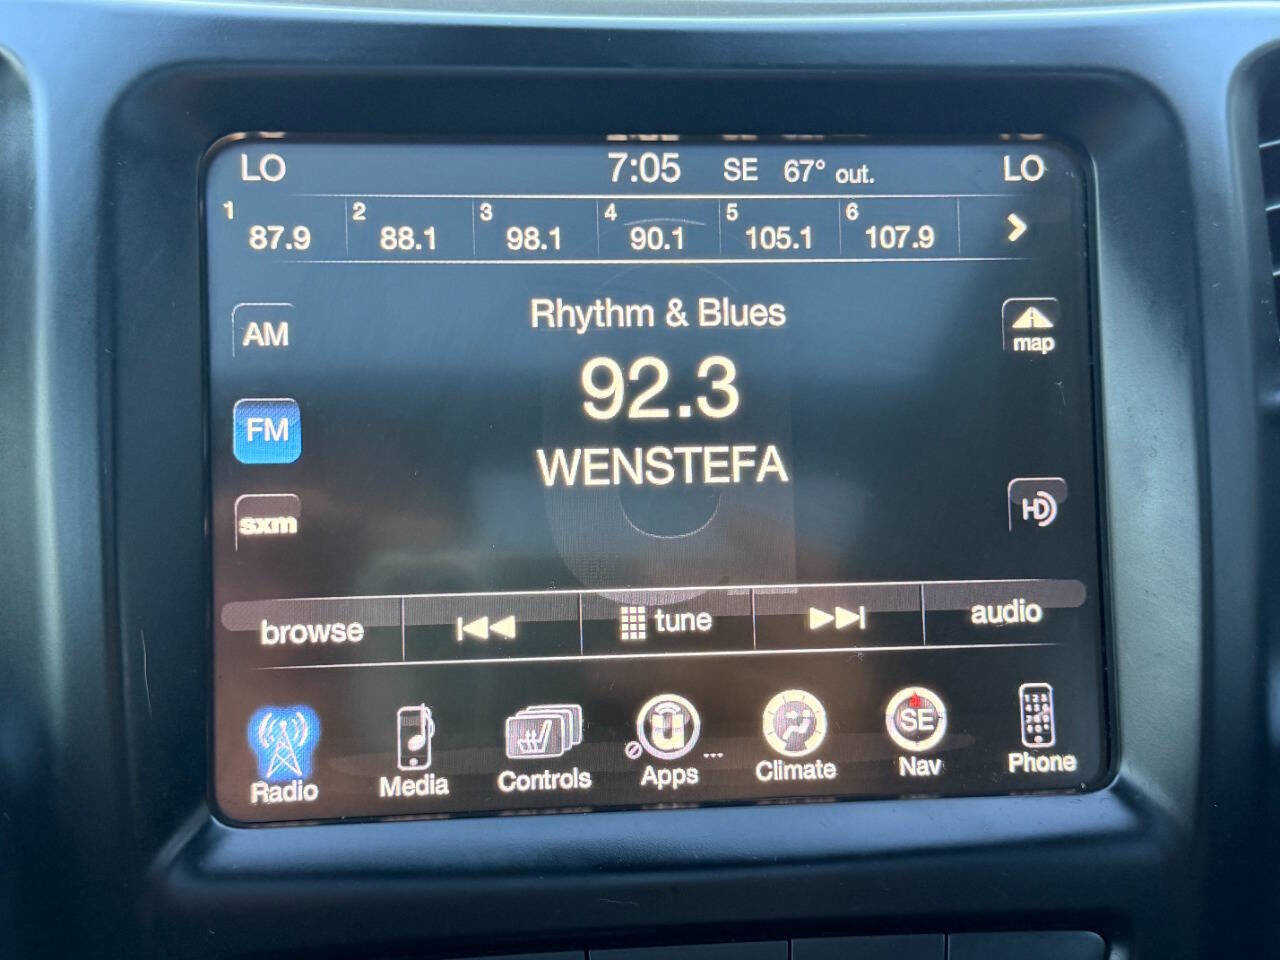 LO 7:05 SE 67° out. LO
1 87.9 2 88.1 3 98.1 4 90.1 5 105.1 6 107.9
Rhythm & Blues
AM
map
92.3
FM
WENSTEFA
sxm
HD
browse tune audio
SE
Radio Media Controls Apps ... Climate Nav Phone